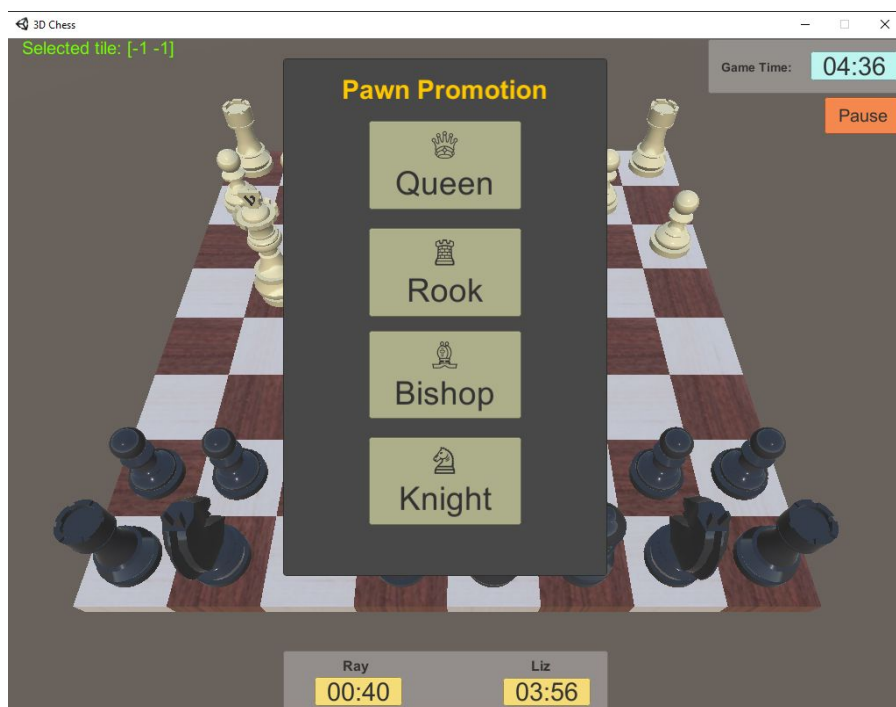 3D Chess
Selected tile: [-1 -1]
Game Time: 04:36
Pause
Pawn Promotion
Queen
Rook
Bishop
Knight
Ray
Liz
00:40
03:56